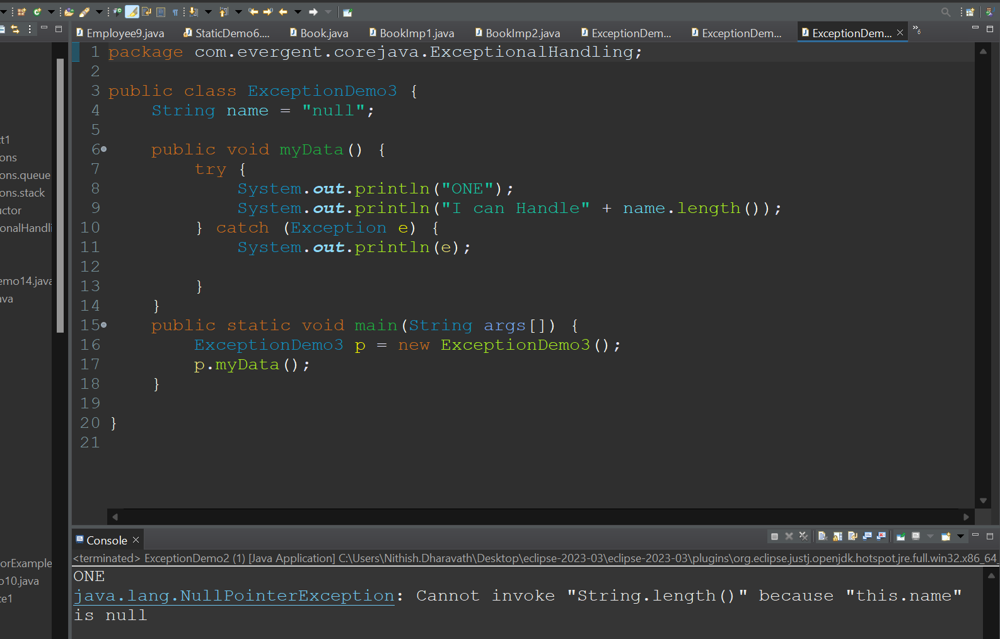 Employee9.java StaticDemo6.... Book.java BookImp1.java BookImp2.java ExceptionDem... ExceptionDem... ExceptionDem... 6
1 package com.evergent.corejava.ExceptionalHandling;
2
3 public class ExceptionDemo3 {
4 String name = "null";
5
6 public void myData() {
7 try {
8 System.out.println("ONE");
9 System.out.println("I can Handle" + name.length());
10 } catch (Exception e) {
11 System.out.println(e);
12
13 }
14 }
15 public static void main(String args[]) {
16 ExceptionDemo3 p = new ExceptionDemo3();
17 p.myData();
18 }
19
20 }
21
t1
ons
ons.queue
ons.stack
uctor
onalHandli
emo14.java
ava
orExample
o10.java
ce1
Console
<terminated> ExceptionDemo2 (1) [Java Application] C:\Users\Nithish.Dharavath\Desktop\eclipse-2023-03\eclipse-2023-03\plugins\org.eclipse.justj.openjdk.hotspot.jre.full.win32.x86_64_
ONE
java.lang.NullPointerException: Cannot invoke "String.length()" because "this.name"
is null